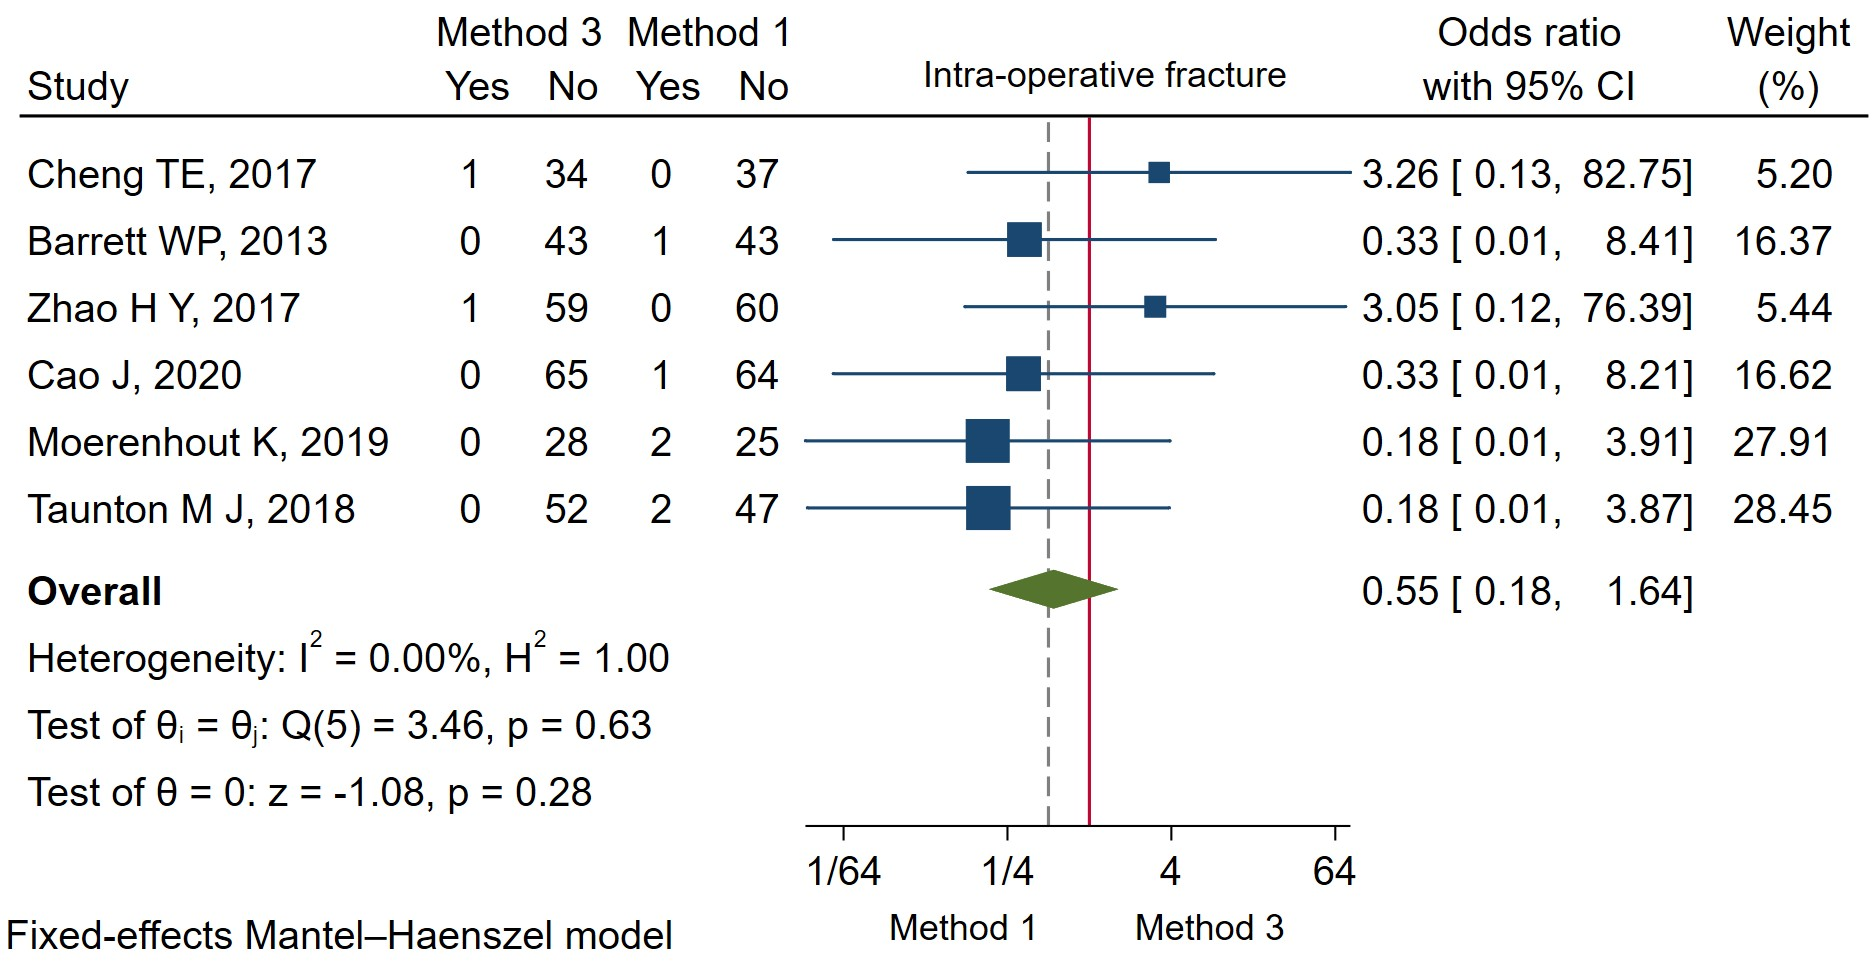 Method 3 Method 1 Odds ratio Weight
Study Yes No Yes No Intra-operative fracture with 95% CI (%)
Cheng TE, 2017 1 34 0 37 3.26 [ 0.13, 82.75] 5.20
Barrett WP, 2013 0 43 1 43 0.33 [ 0.01, 8.41] 16.37
Zhao H Y, 2017 1 59 0 60 3.05 [ 0.12, 76.39] 5.44
Cao J, 2020 0 65 1 64 0.33 [ 0.01, 8.21] 16.62
Moerenhout K, 2019 0 28 2 25 0.18 [ 0.01, 3.91] 27.91
Taunton M J, 2018 0 52 2 47 0.18 [ 0.01, 3.87] 28.45
Overall 0.55 [ 0.18, 1.64]
Heterogeneity: I² = 0.00%, H² = 1.00
Test of θᵢ = θⱼ: Q(5) = 3.46, p = 0.63
Test of θ = 0: z = -1.08, p = 0.28
1/64 1/4 4 64
Method 1 Method 3
Fixed-effects Mantel–Haenszel model